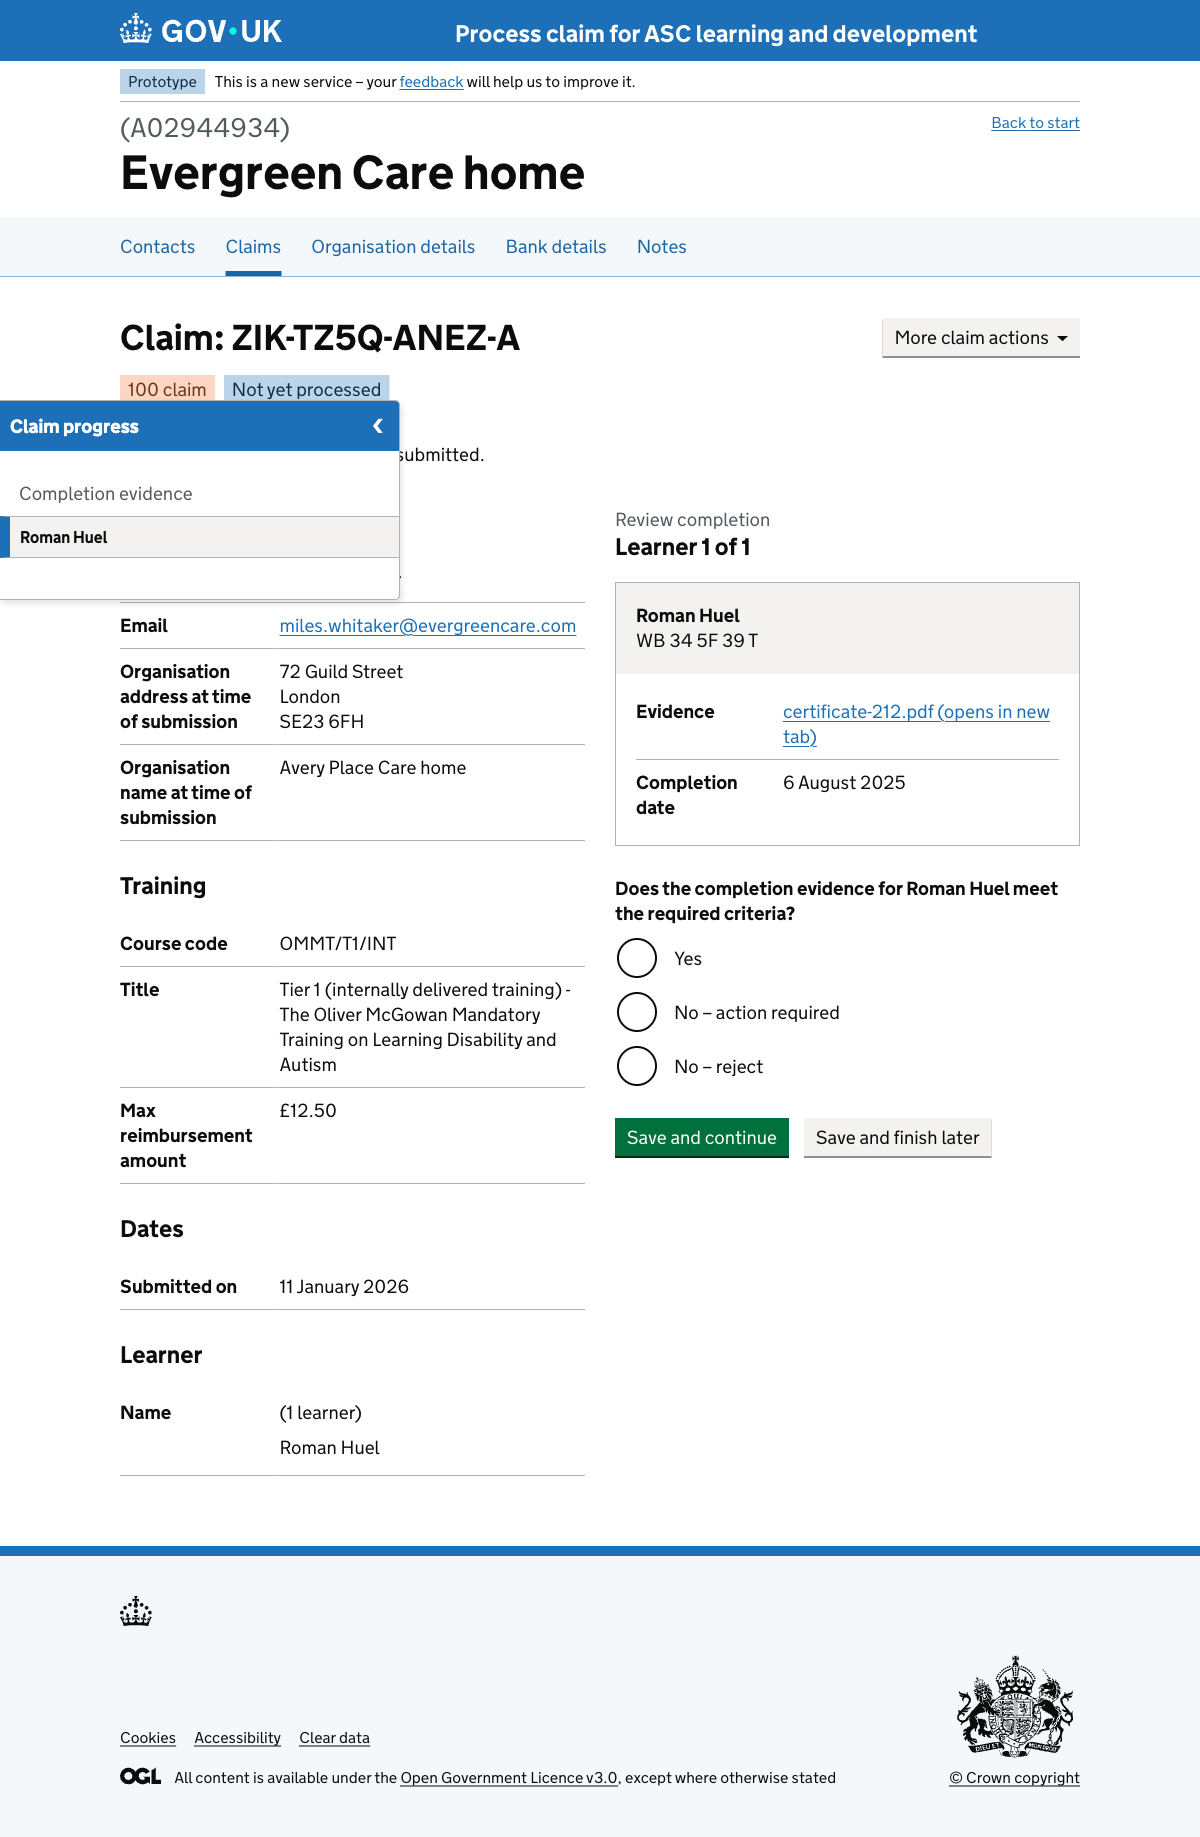 GOV·UK
Process claim for ASC learning and development
Prototype This is a new service – your feedback will help us to improve it.
(A02944934)
Back to start
Evergreen Care home
Contacts Claims Organisation details Bank details Notes
Claim: ZIK-TZ5Q-ANEZ-A
More claim actions
100 claim Not yet processed
Claim progress
submitted.
Completion evidence
Roman Huel
Email miles.whitaker@evergreencare.com
Organisation address at time of submission
72 Guild Street
London
SE23 6FH
Organisation name at time of submission
Avery Place Care home
Training
Course code OMMT/T1/INT
Title
Tier 1 (internally delivered training) -
The Oliver McGowan Mandatory
Training on Learning Disability and
Autism
Max reimbursement amount
£12.50
Dates
Submitted on 11 January 2026
Learner
Name (1 learner)
Roman Huel
Review completion
Learner 1 of 1
Roman Huel
WB 34 5F 39 T
Evidence
certificate-212.pdf (opens in new
tab)
Completion date
6 August 2025
Does the completion evidence for Roman Huel meet
the required criteria?
Yes
No – action required
No – reject
Save and continue Save and finish later
Cookies Accessibility Clear data
OGL All content is available under the Open Government Licence v3.0, except where otherwise stated
© Crown copyright